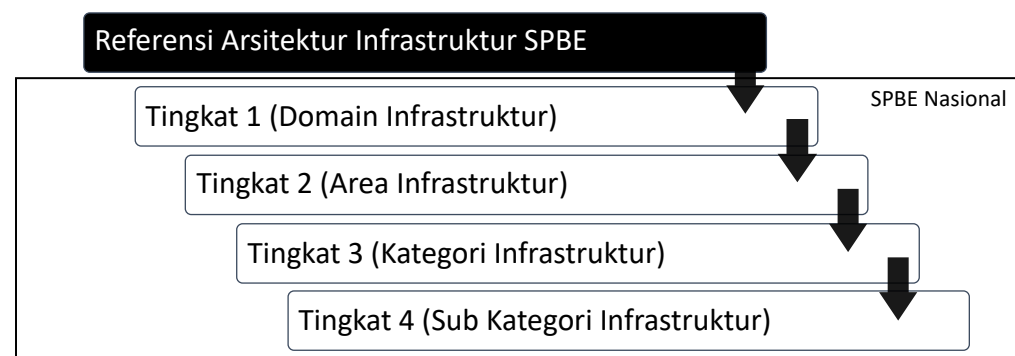 Referensi Arsitektur Infrastruktur SPBE
SPBE Nasional
Tingkat 1 (Domain Infrastruktur)
Tingkat 2 (Area Infrastruktur)
Tingkat 3 (Kategori Infrastruktur)
Tingkat 4 (Sub Kategori Infrastruktur)